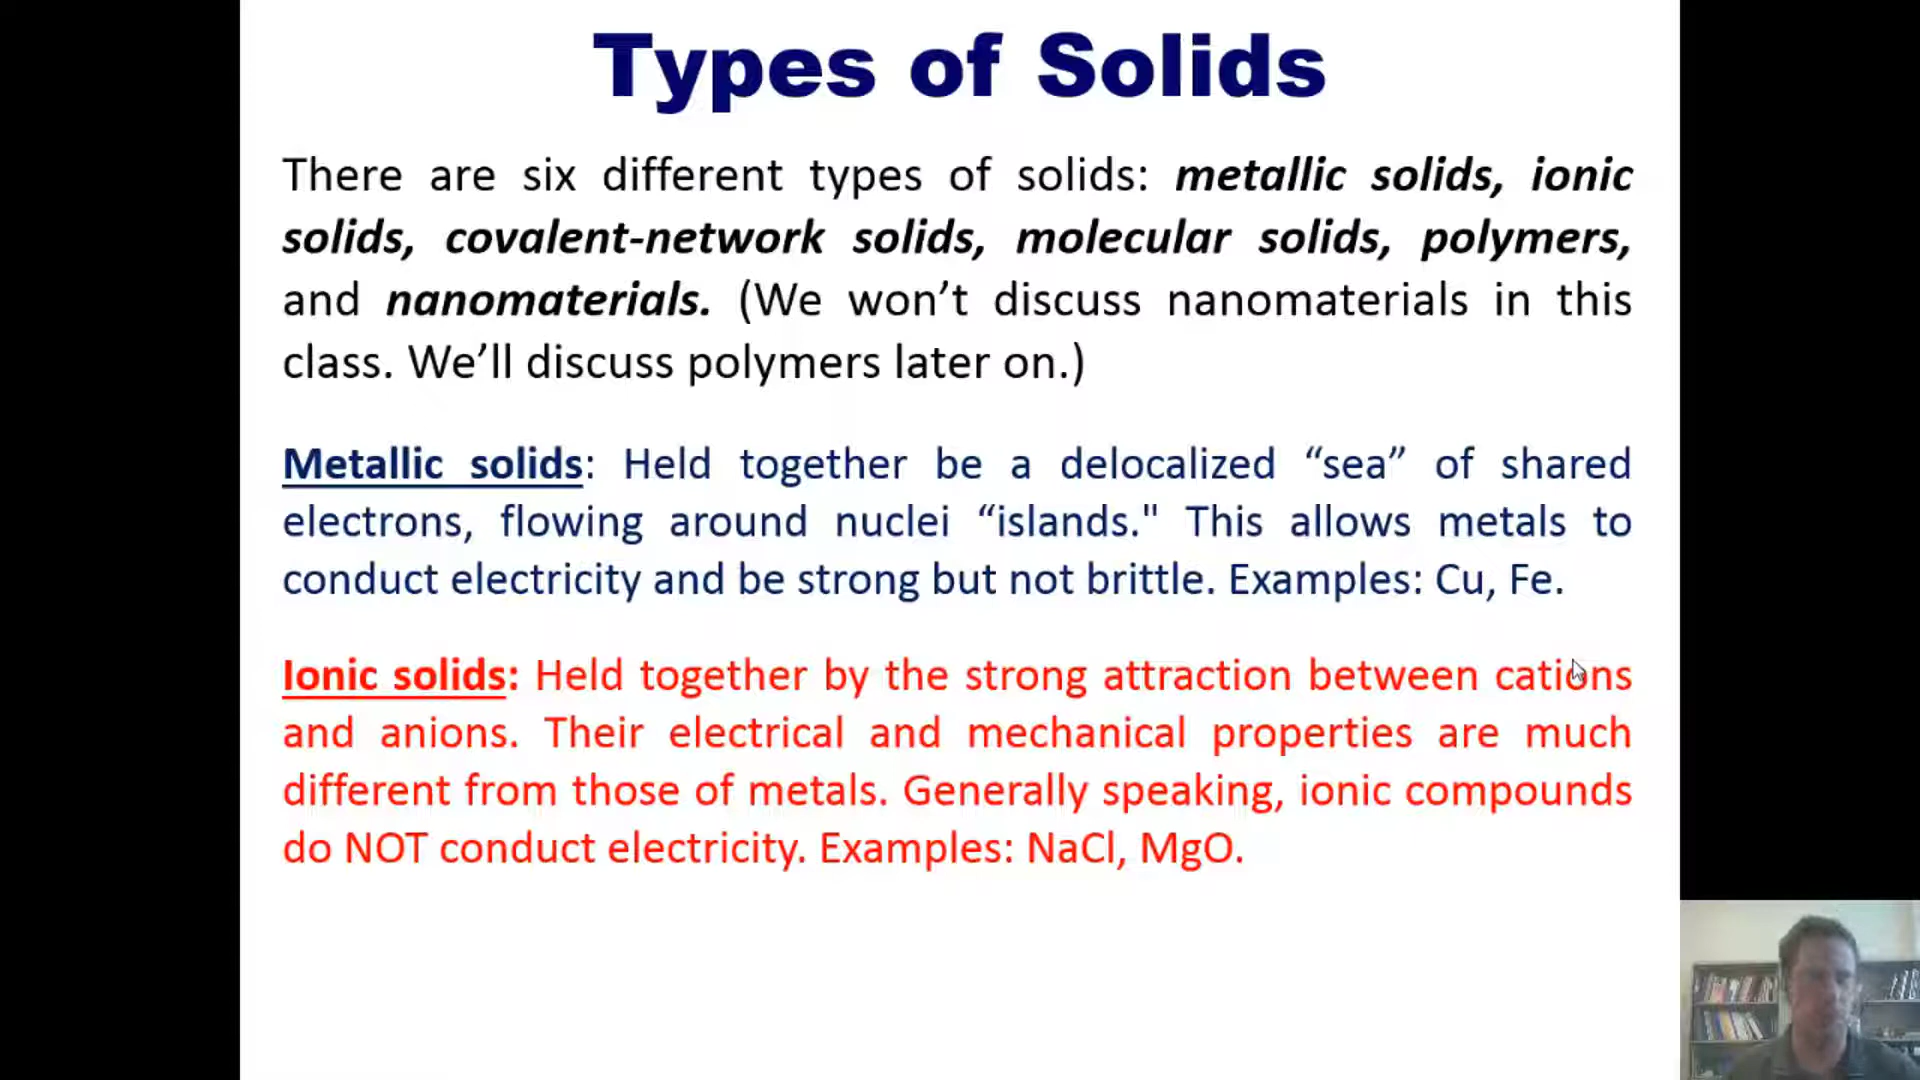 Types of Solids
There are six different types of solids: metallic solids, ionic
solids, covalent-network solids, molecular solids, polymers,
and nanomaterials. (We won’t discuss nanomaterials in this
class. We’ll discuss polymers later on.)
Metallic solids: Held together be a delocalized “sea” of shared
electrons, flowing around nuclei “islands." This allows metals to
conduct electricity and be strong but not brittle. Examples: Cu, Fe.
Ionic solids: Held together by the strong attraction between cations
and anions. Their electrical and mechanical properties are much
different from those of metals. Generally speaking, ionic compounds
do NOT conduct electricity. Examples: NaCl, MgO.